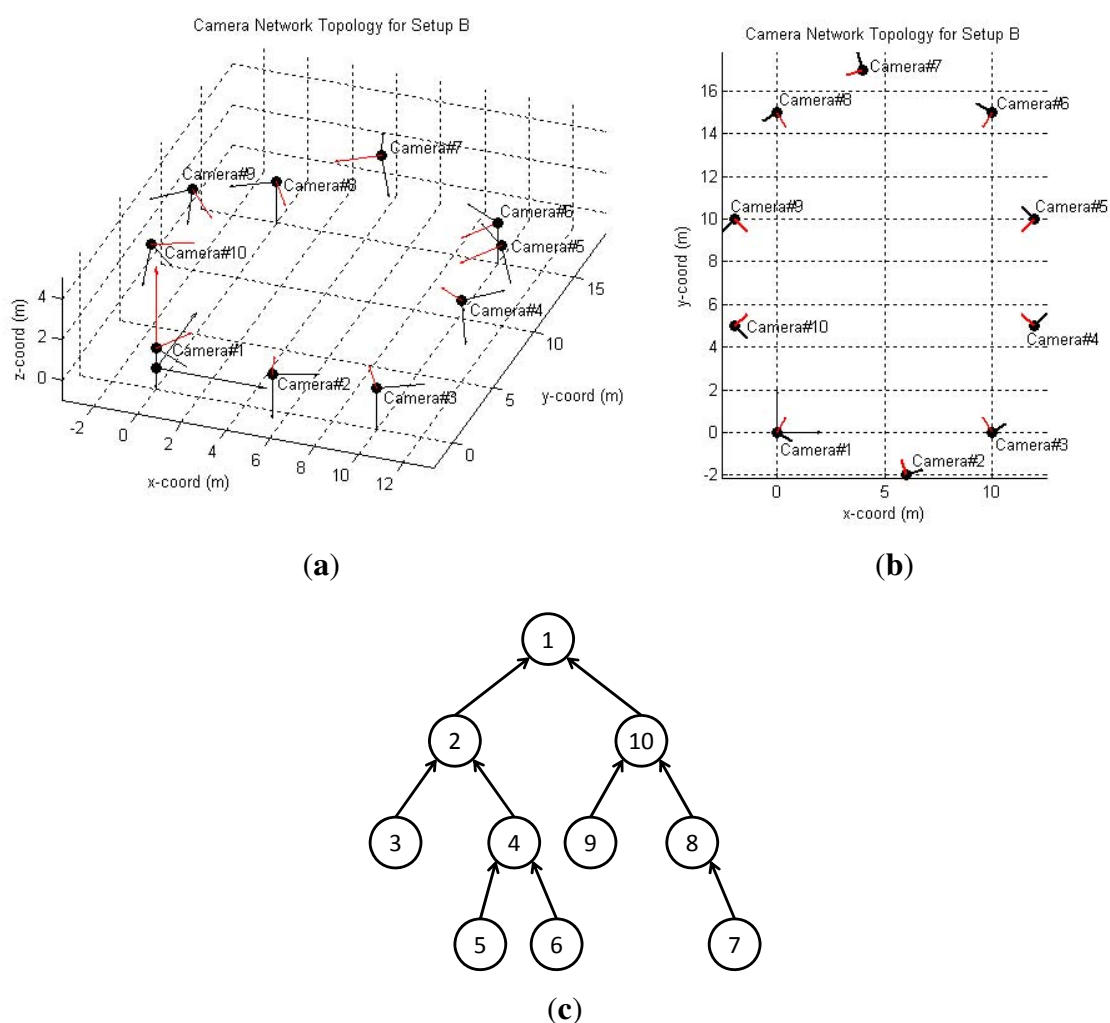 Camera Network Topology for Setup B
Camera#7
Camera#9
Camera#8
Camera#6
Camera#5
Camera#10
Camera#4
Camera#1
Camera#2
Camera#3
z-coord (m)
4
2
0
-2
0
2
4
6
8
10
12
x-coord (m)
0
5
10
15
y-coord (m)
(a)
Camera Network Topology for Setup B
Camera#7
Camera#8
Camera#6
Camera#9
Camera#5
Camera#10
Camera#4
Camera#1
Camera#3
Camera#2
y-coord (m)
16
14
12
10
8
6
4
2
0
-2
0
5
10
x-coord (m)
(b)
1
2
10
3
4
9
8
5
6
7
(c)